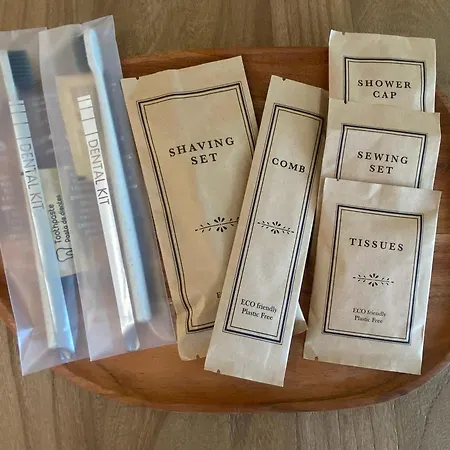 DENTAL KIT
Toothpaste
Pasta de dientes
DENTAL KIT
SHAVING
SET
COMB
ECO friendly
Plastic Free
SHOWER
CAP
SEWING
SET
TISSUES
ECO friendly
Plastic Free